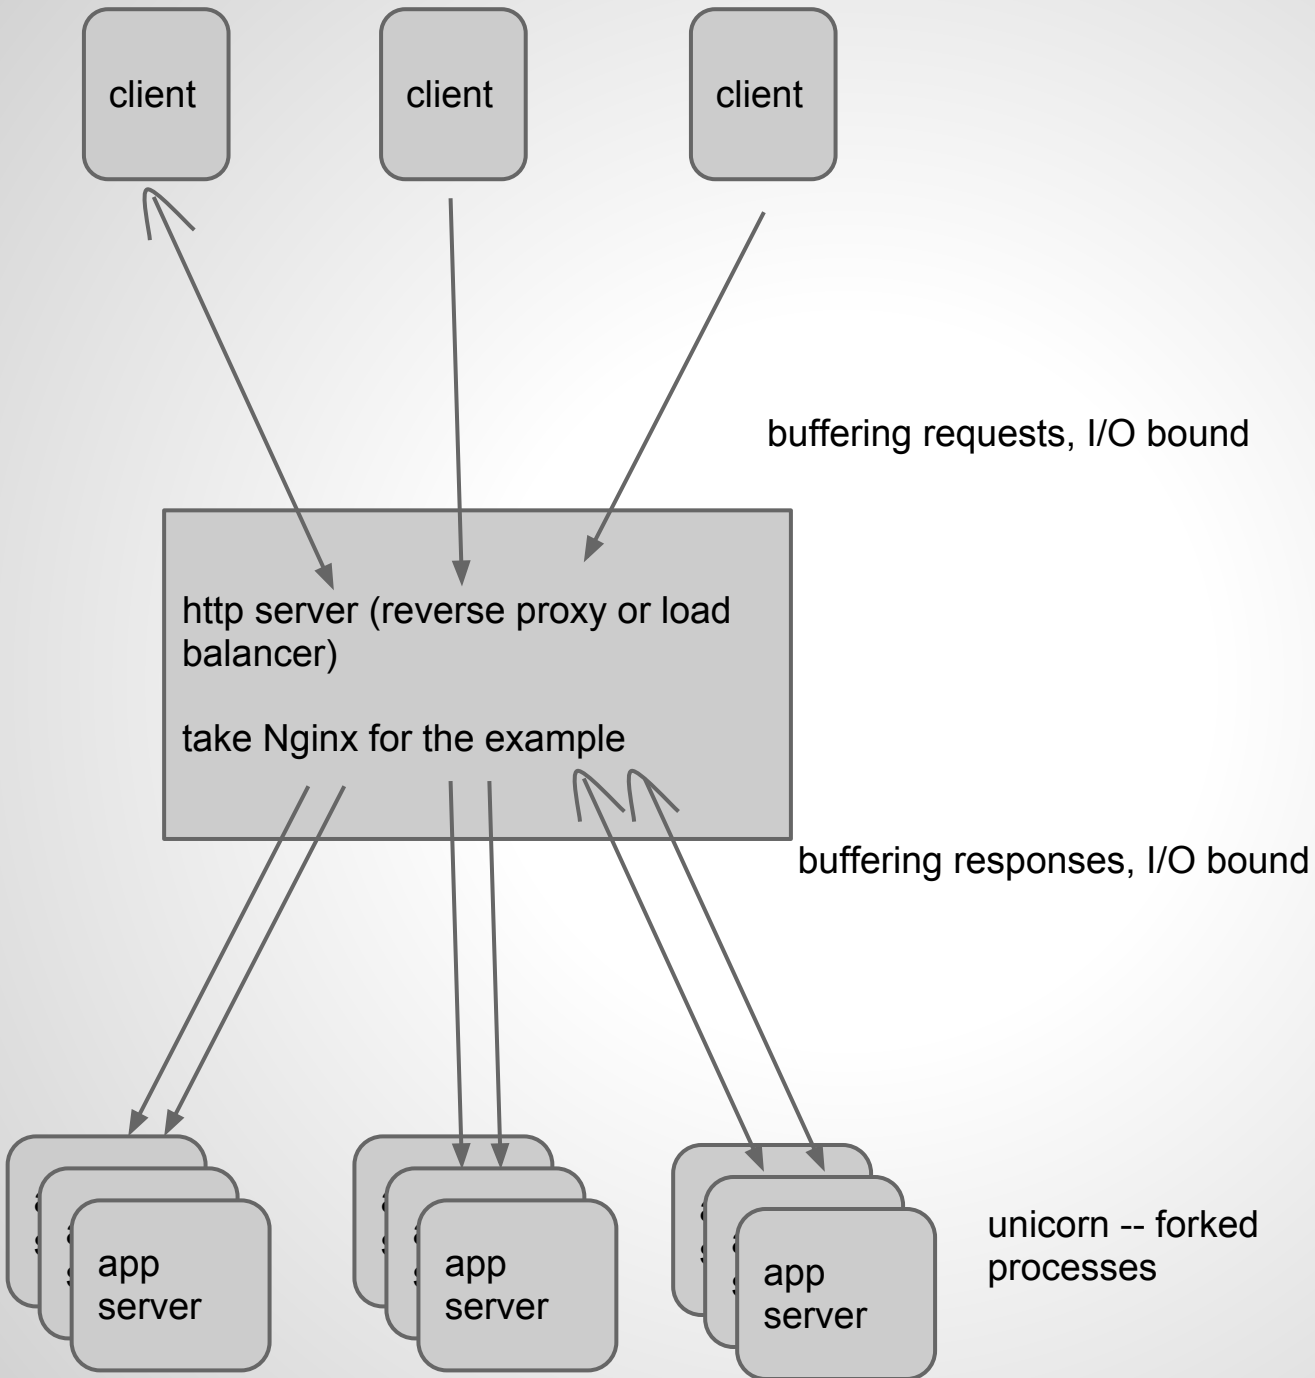 client
client
client
buffering requests, I/O bound
http server (reverse proxy or load
balancer)
take Nginx for the example
buffering responses, I/O bound
app
server
app
server
app
server
unicorn -- forked
processes